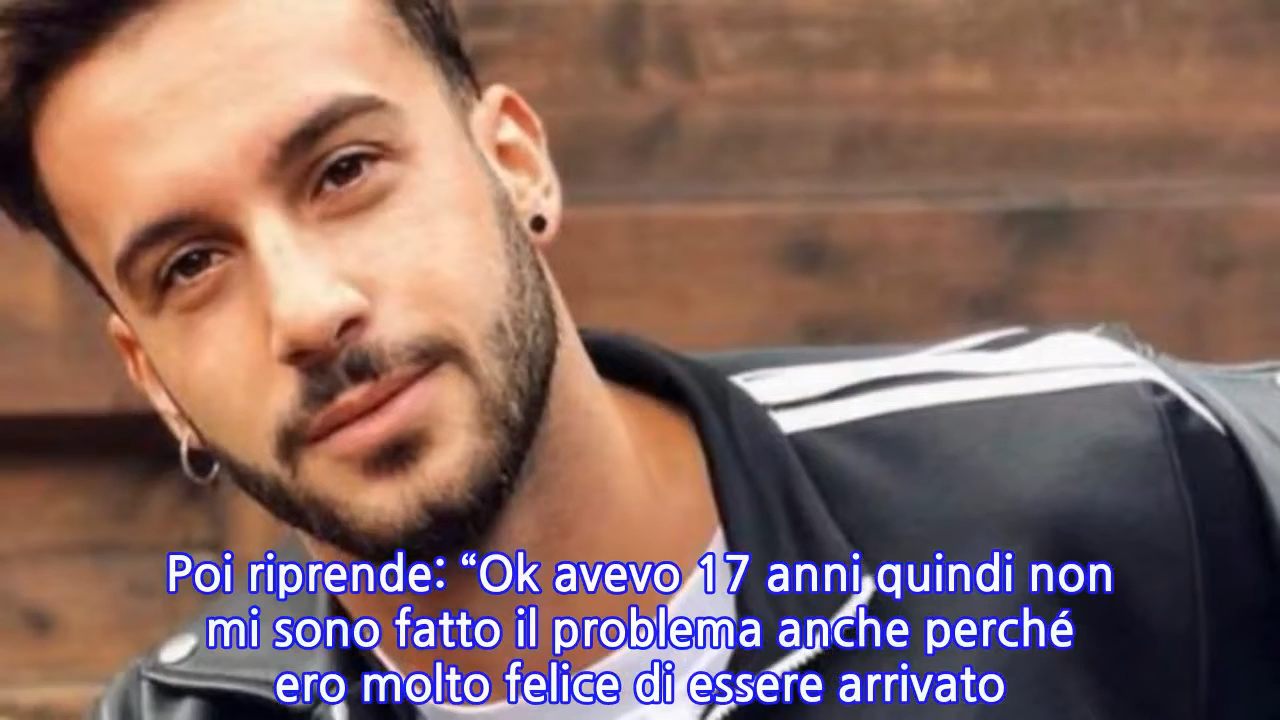 Poi riprende: “Ok avevo 17 anni quindi non
mi sono fatto il problema anche perché
ero molto felice di essere arrivato